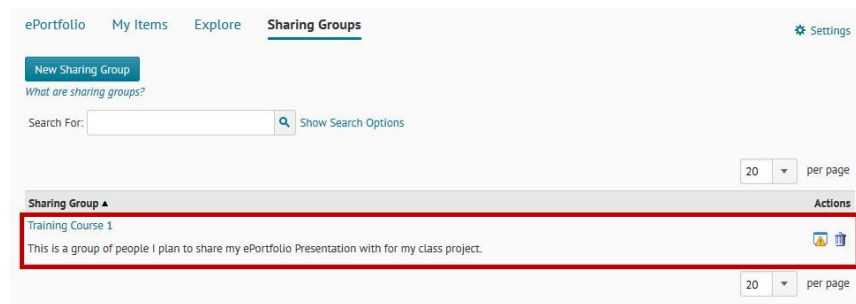 ePortfolio My Items Explore Sharing Groups
Settings
New Sharing Group
What are sharing groups?
Search For: Show Search Options
20 per page
Sharing Group Actions
Training Course 1
This is a group of people I plan to share my ePortfolio Presentation with for my class project.
20 per page